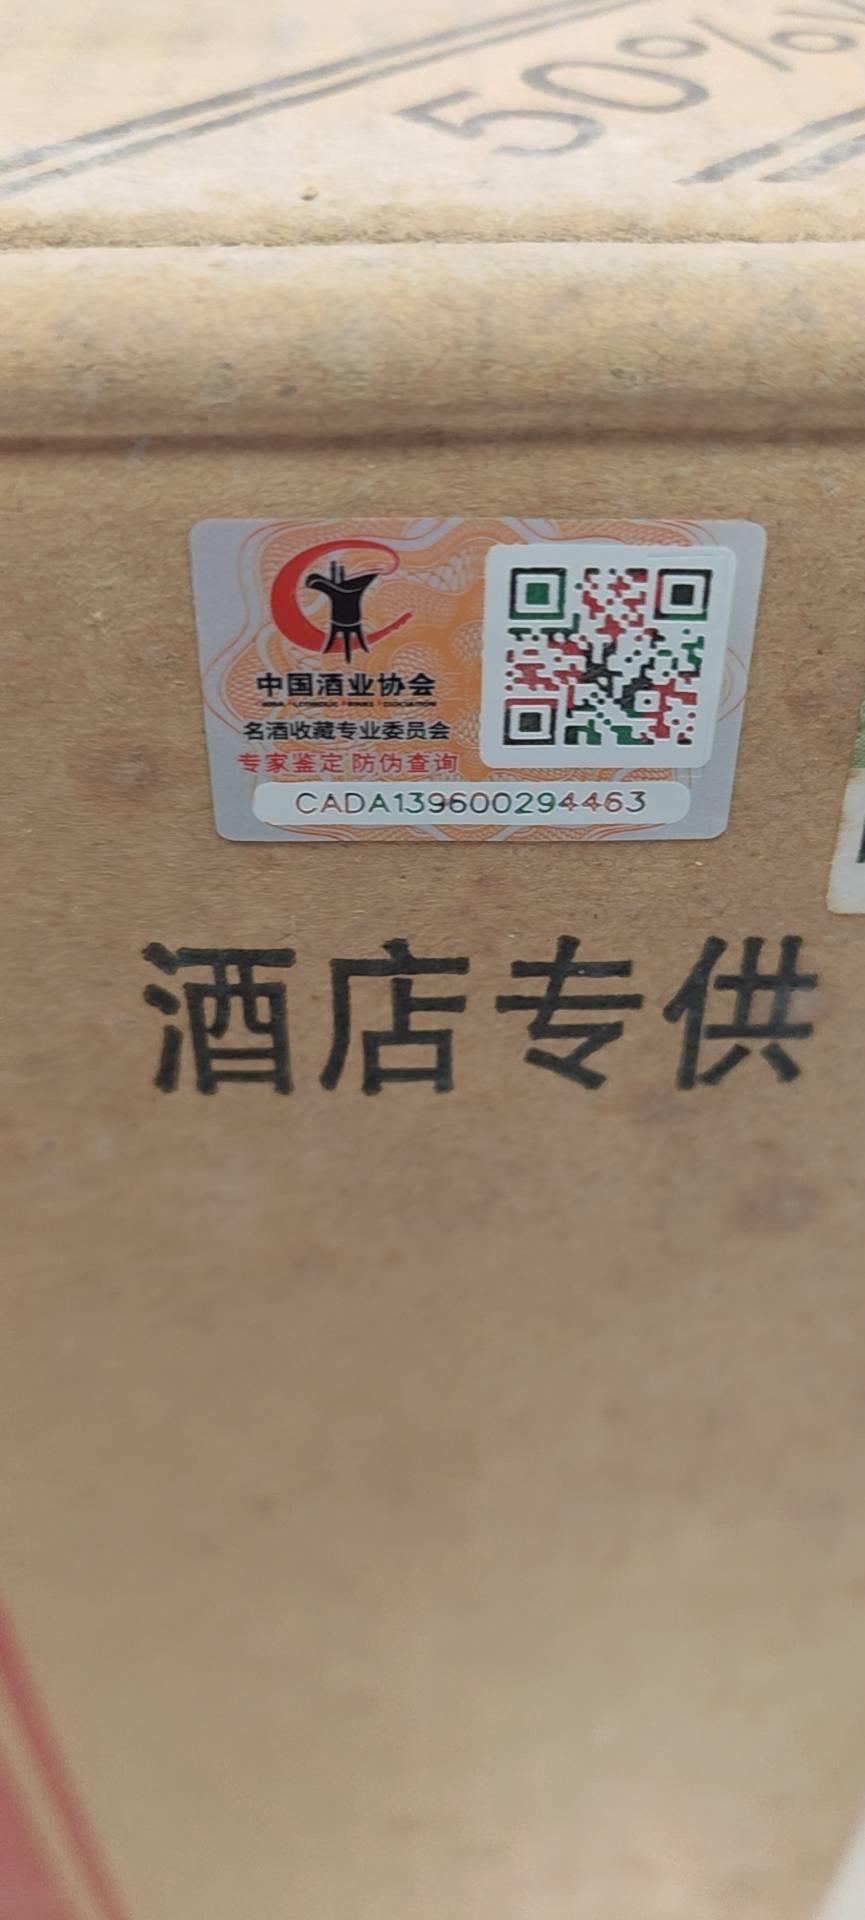 50%v
中国酒业协会
名酒收藏专业委员会
专家鉴定 防伪查询
CADA139600294463
酒店专供